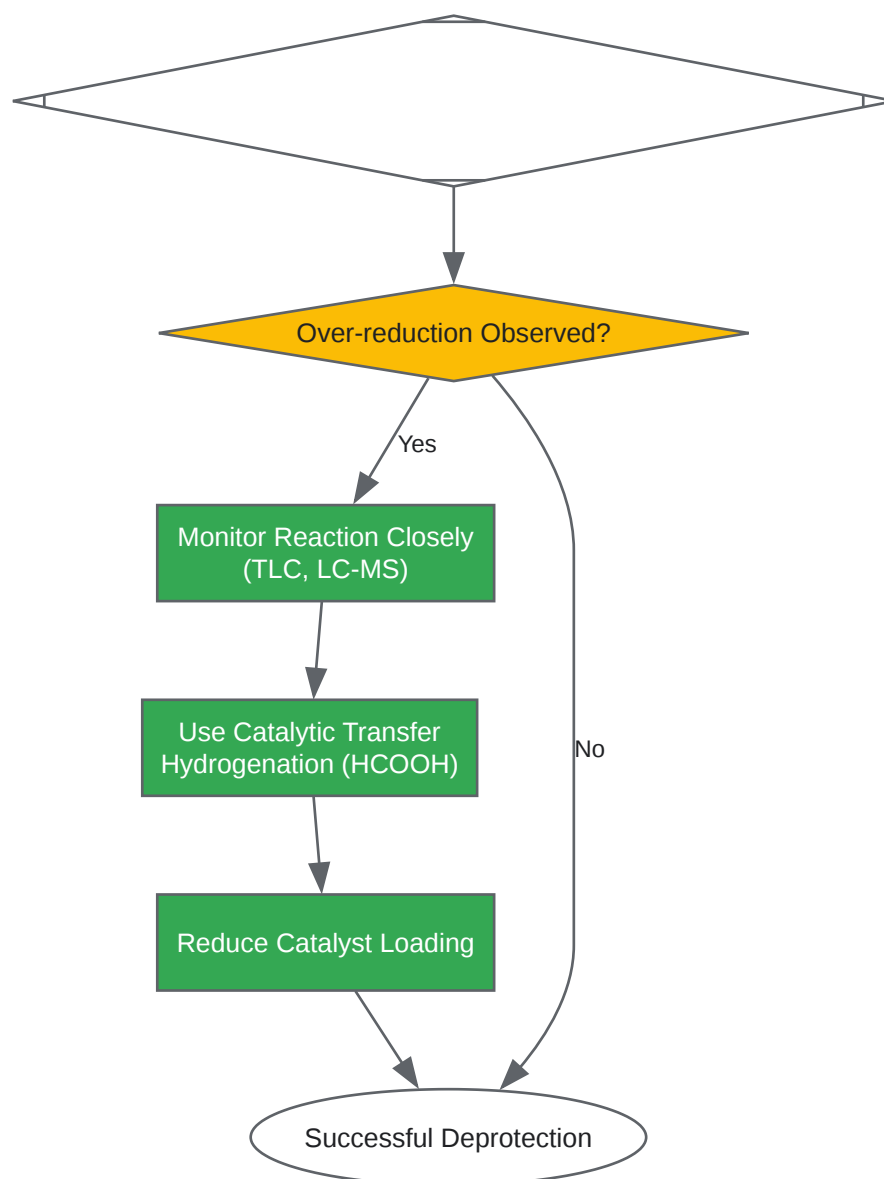 Over-reduction Observed?
Yes
Monitor Reaction Closely
(TLC, LC-MS)
Use Catalytic Transfer
Hydrogenation (HCOOH)
No
Reduce Catalyst Loading
Successful Deprotection